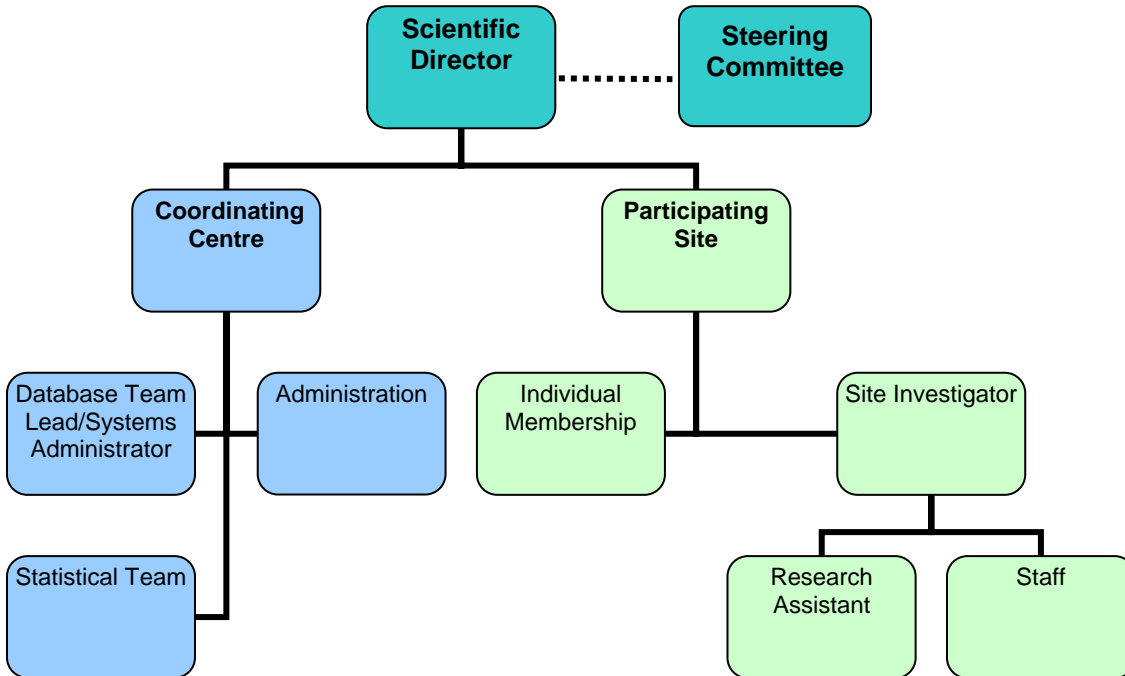 Scientific
Director
Steering
Committee
Coordinating
Centre
Participating
Site
Database Team
Lead/Systems
Administrator
Administration
Individual
Membership
Site Investigator
Statistical Team
Research
Assistant
Staff